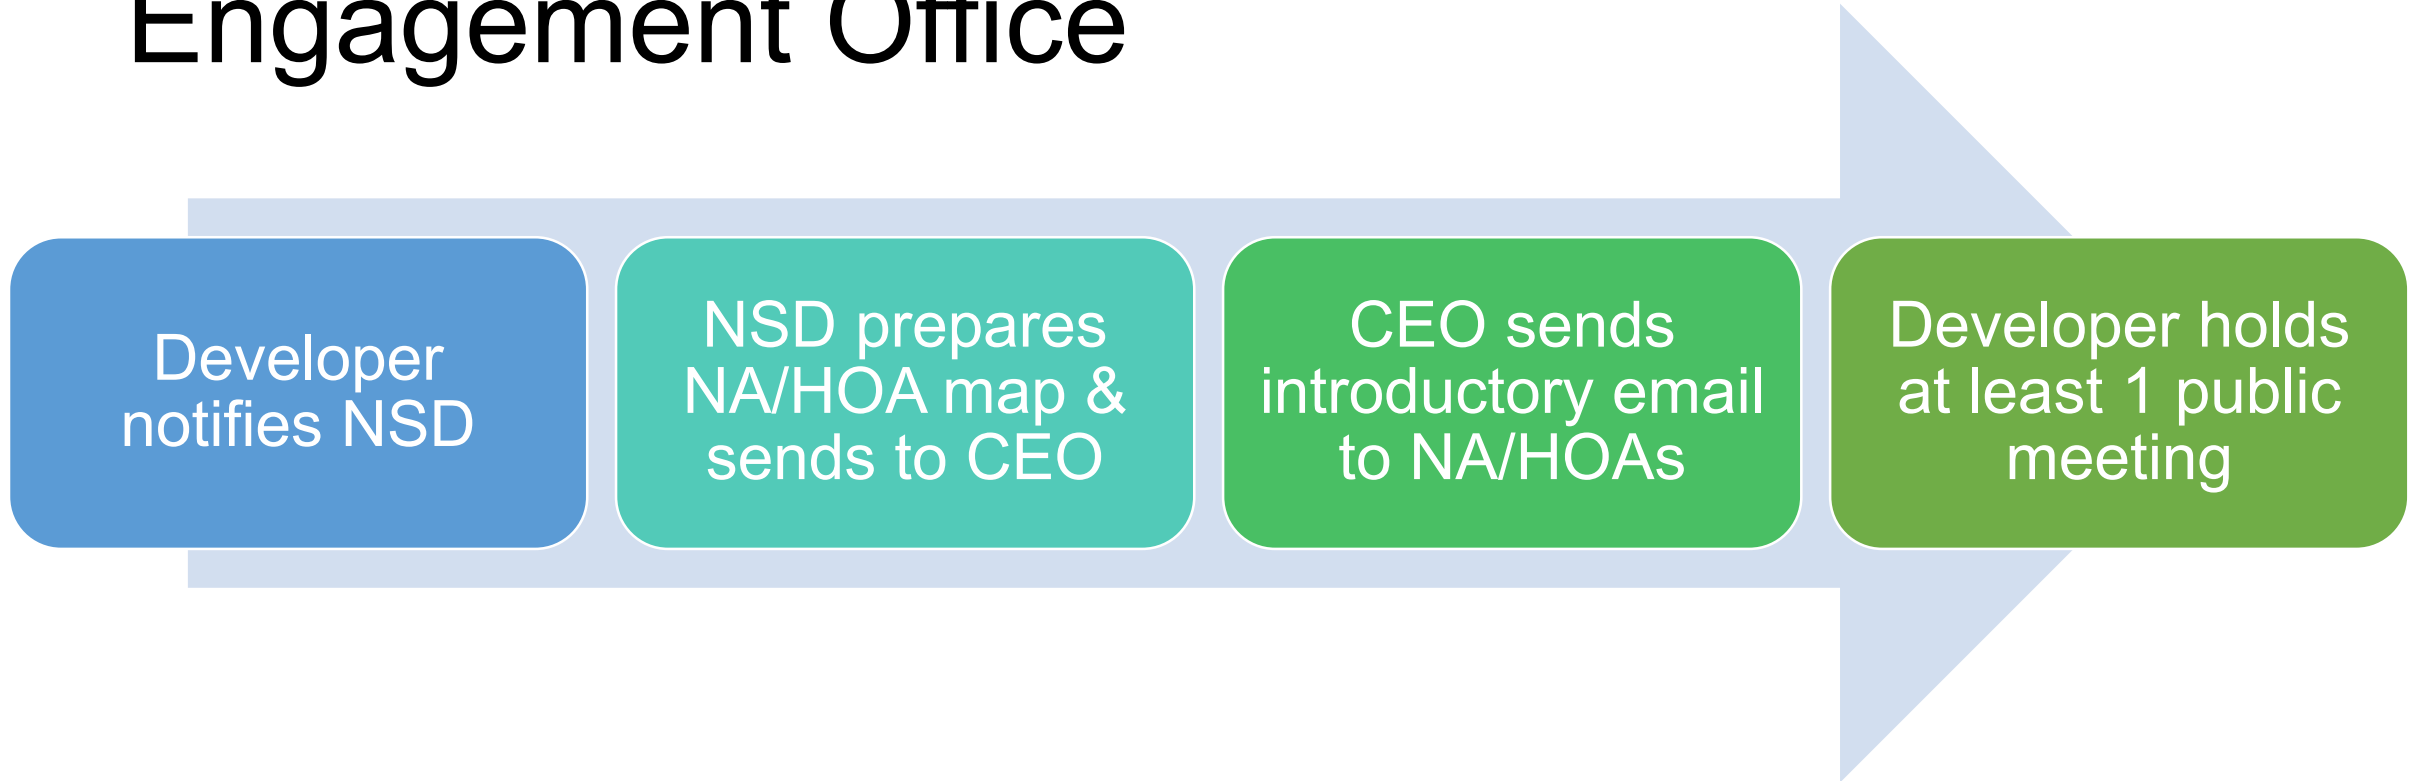 Engagement Office
Developer
notifies NSD
NSD prepares
NA/HOA map &
sends to CEO
CEO sends
introductory email
to NA/HOAs
Developer holds
at least 1 public
meeting